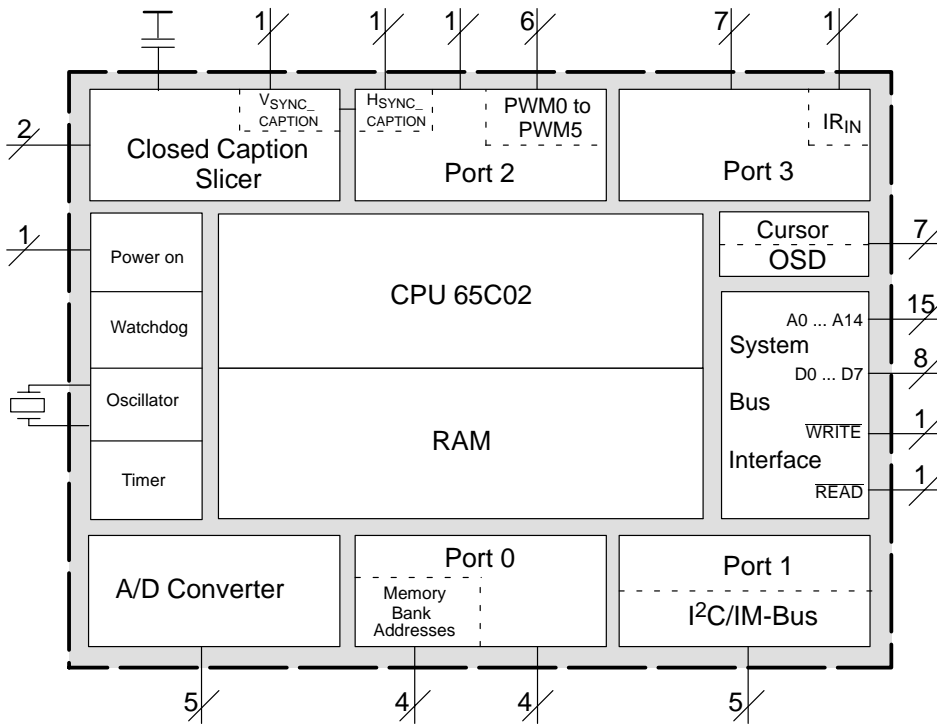 1 1 1 6 7 1
2
VSYNC_
CAPTION
HSYNC_
CAPTION
PWM0 to
PWM5
IRIN
Closed Caption
Slicer
Port 2
Port 3
1
Power on
Watchdog
Oscillator
Timer
CPU 65C02
RAM
Cursor
OSD
7
A0 ... A14
15
System
D0 ... D7
8
Bus
WRITE
1
Interface
READ
1
A/D Converter
Port 0
Memory
Bank
Addresses
Port 1
I²C/IM-Bus
5 4 4 5